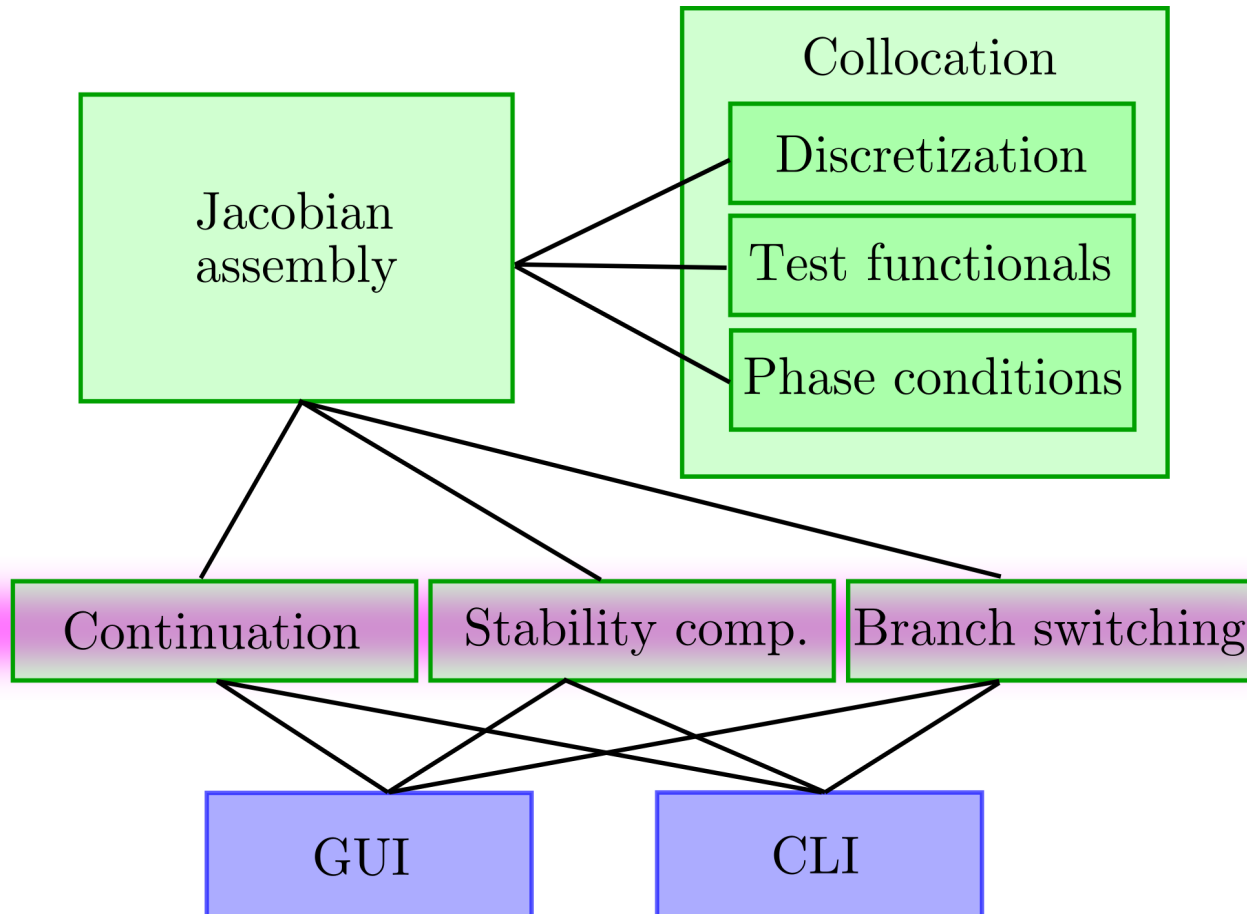 Collocation
Discretization
Jacobian
assembly
Test functionals
Phase conditions
Continuation
Stability comp.
Branch switching
GUI
CLI